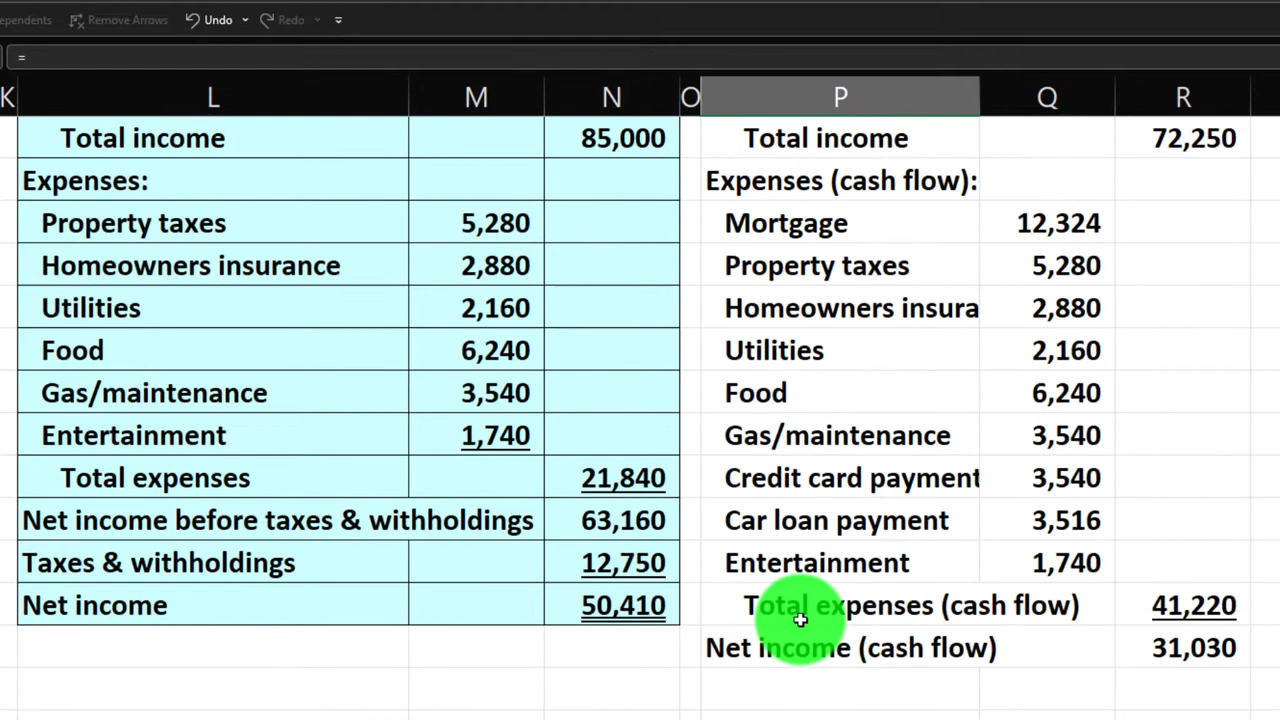 ependents Remove Arrows Undo Redo
=
K L M N O P Q R
Total income 85,000 Total income 72,250
Expenses: Expenses (cash flow):
Property taxes 5,280 Mortgage 12,324
Homeowners insurance 2,880 Property taxes 5,280
Utilities 2,160 Homeowners insura 2,880
Food 6,240 Utilities 2,160
Gas/maintenance 3,540 Food 6,240
Entertainment 1,740 Gas/maintenance 3,540
Total expenses 21,840 Credit card payment 3,540
Net income before taxes & withholdings 63,160 Car loan payment 3,516
Taxes & withholdings 12,750 Entertainment 1,740
Net income 50,410 Total expenses (cash flow) 41,220
Net income (cash flow) 31,030